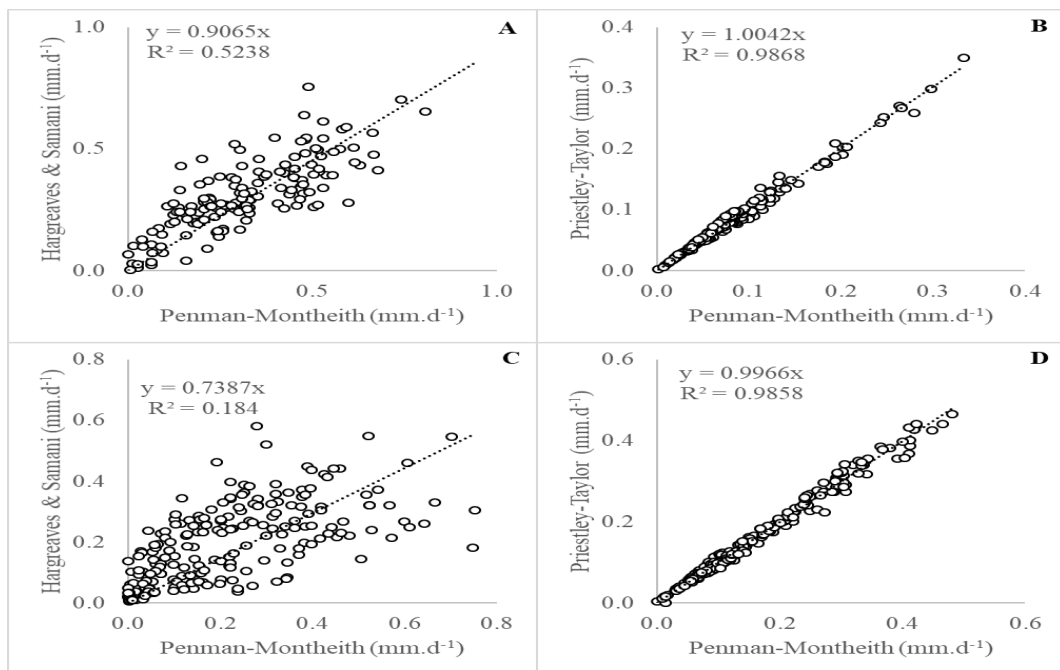 A
y = 0.9065x
R² = 0.5238
Hargreaves & Samani (mm.d⁻¹)
1.0
0.5
0.0
0.0 0.5 1.0
Penman-Montheith (mm.d⁻¹)
B
y = 1.0042x
R² = 0.9868
Priestley-Taylor (mm.d⁻¹)
0.4
0.3
0.2
0.1
0.0
0.0 0.1 0.2 0.3 0.4
Penman-Montheith (mm.d⁻¹)
C
y = 0.7387x
R² = 0.184
Hargreaves & Samani (mm.d⁻¹)
0.8
0.6
0.4
0.2
0.0
0.0 0.2 0.4 0.6 0.8
Penman-Montheith (mm.d⁻¹)
D
y = 0.9966x
R² = 0.9858
Priestley-Taylor (mm.d⁻¹)
0.6
0.4
0.2
0.0
0.0 0.2 0.4 0.6
Penman-Montheith (mm.d⁻¹)